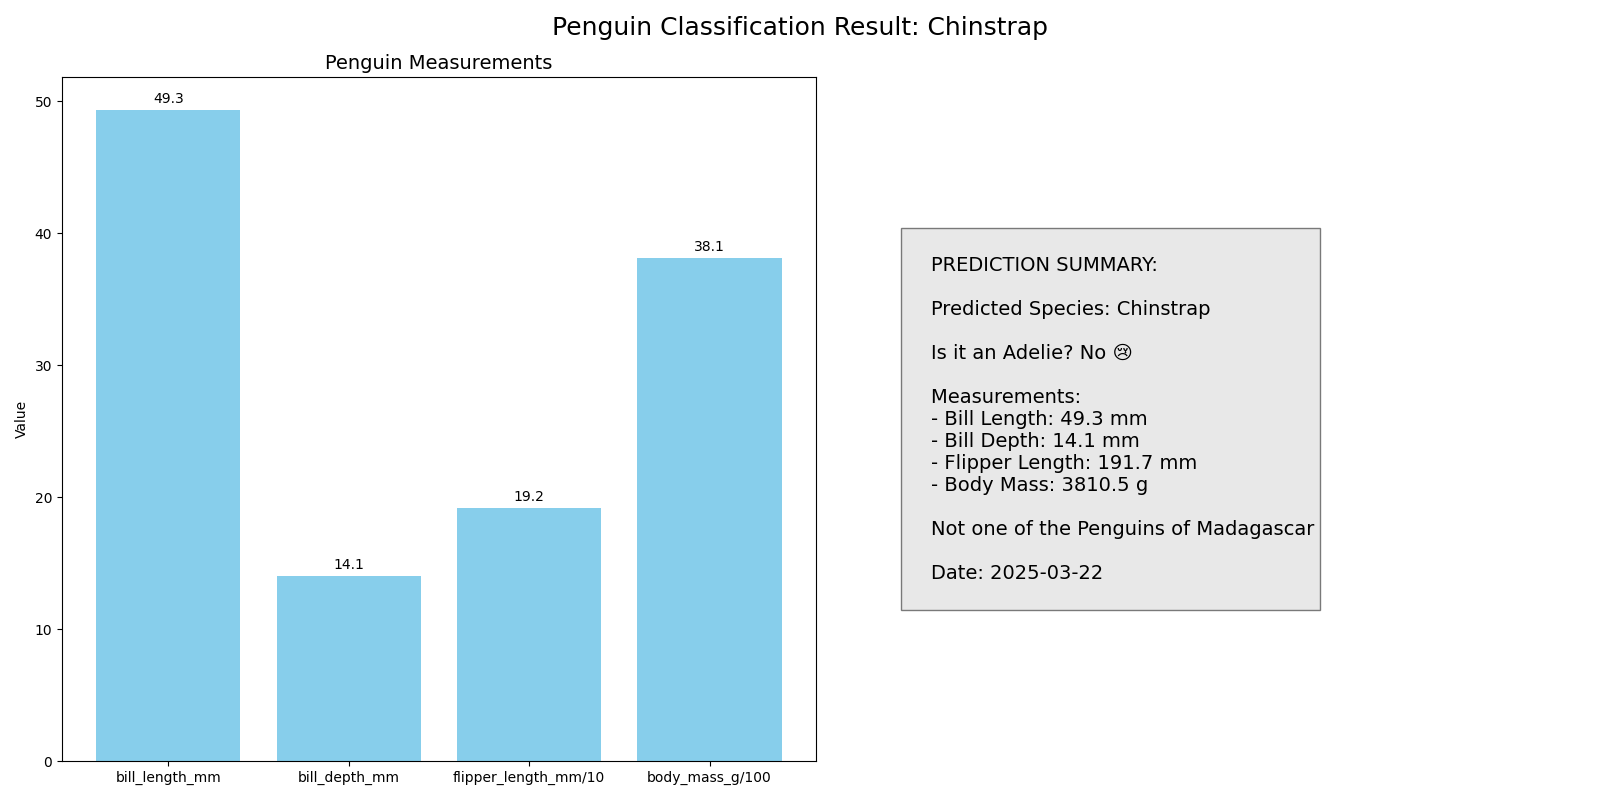 Penguin Classification Result: Chinstrap
Penguin Measurements
50
40
30
20
10
0
Value
49.3
14.1
19.2
38.1
bill_length_mm
bill_depth_mm
flipper_length_mm/10
body_mass_g/100
PREDICTION SUMMARY:
Predicted Species: Chinstrap
Is it an Adelie? No 😢
Measurements:
- Bill Length: 49.3 mm
- Bill Depth: 14.1 mm
- Flipper Length: 191.7 mm
- Body Mass: 3810.5 g
Not one of the Penguins of Madagascar
Date: 2025-03-22